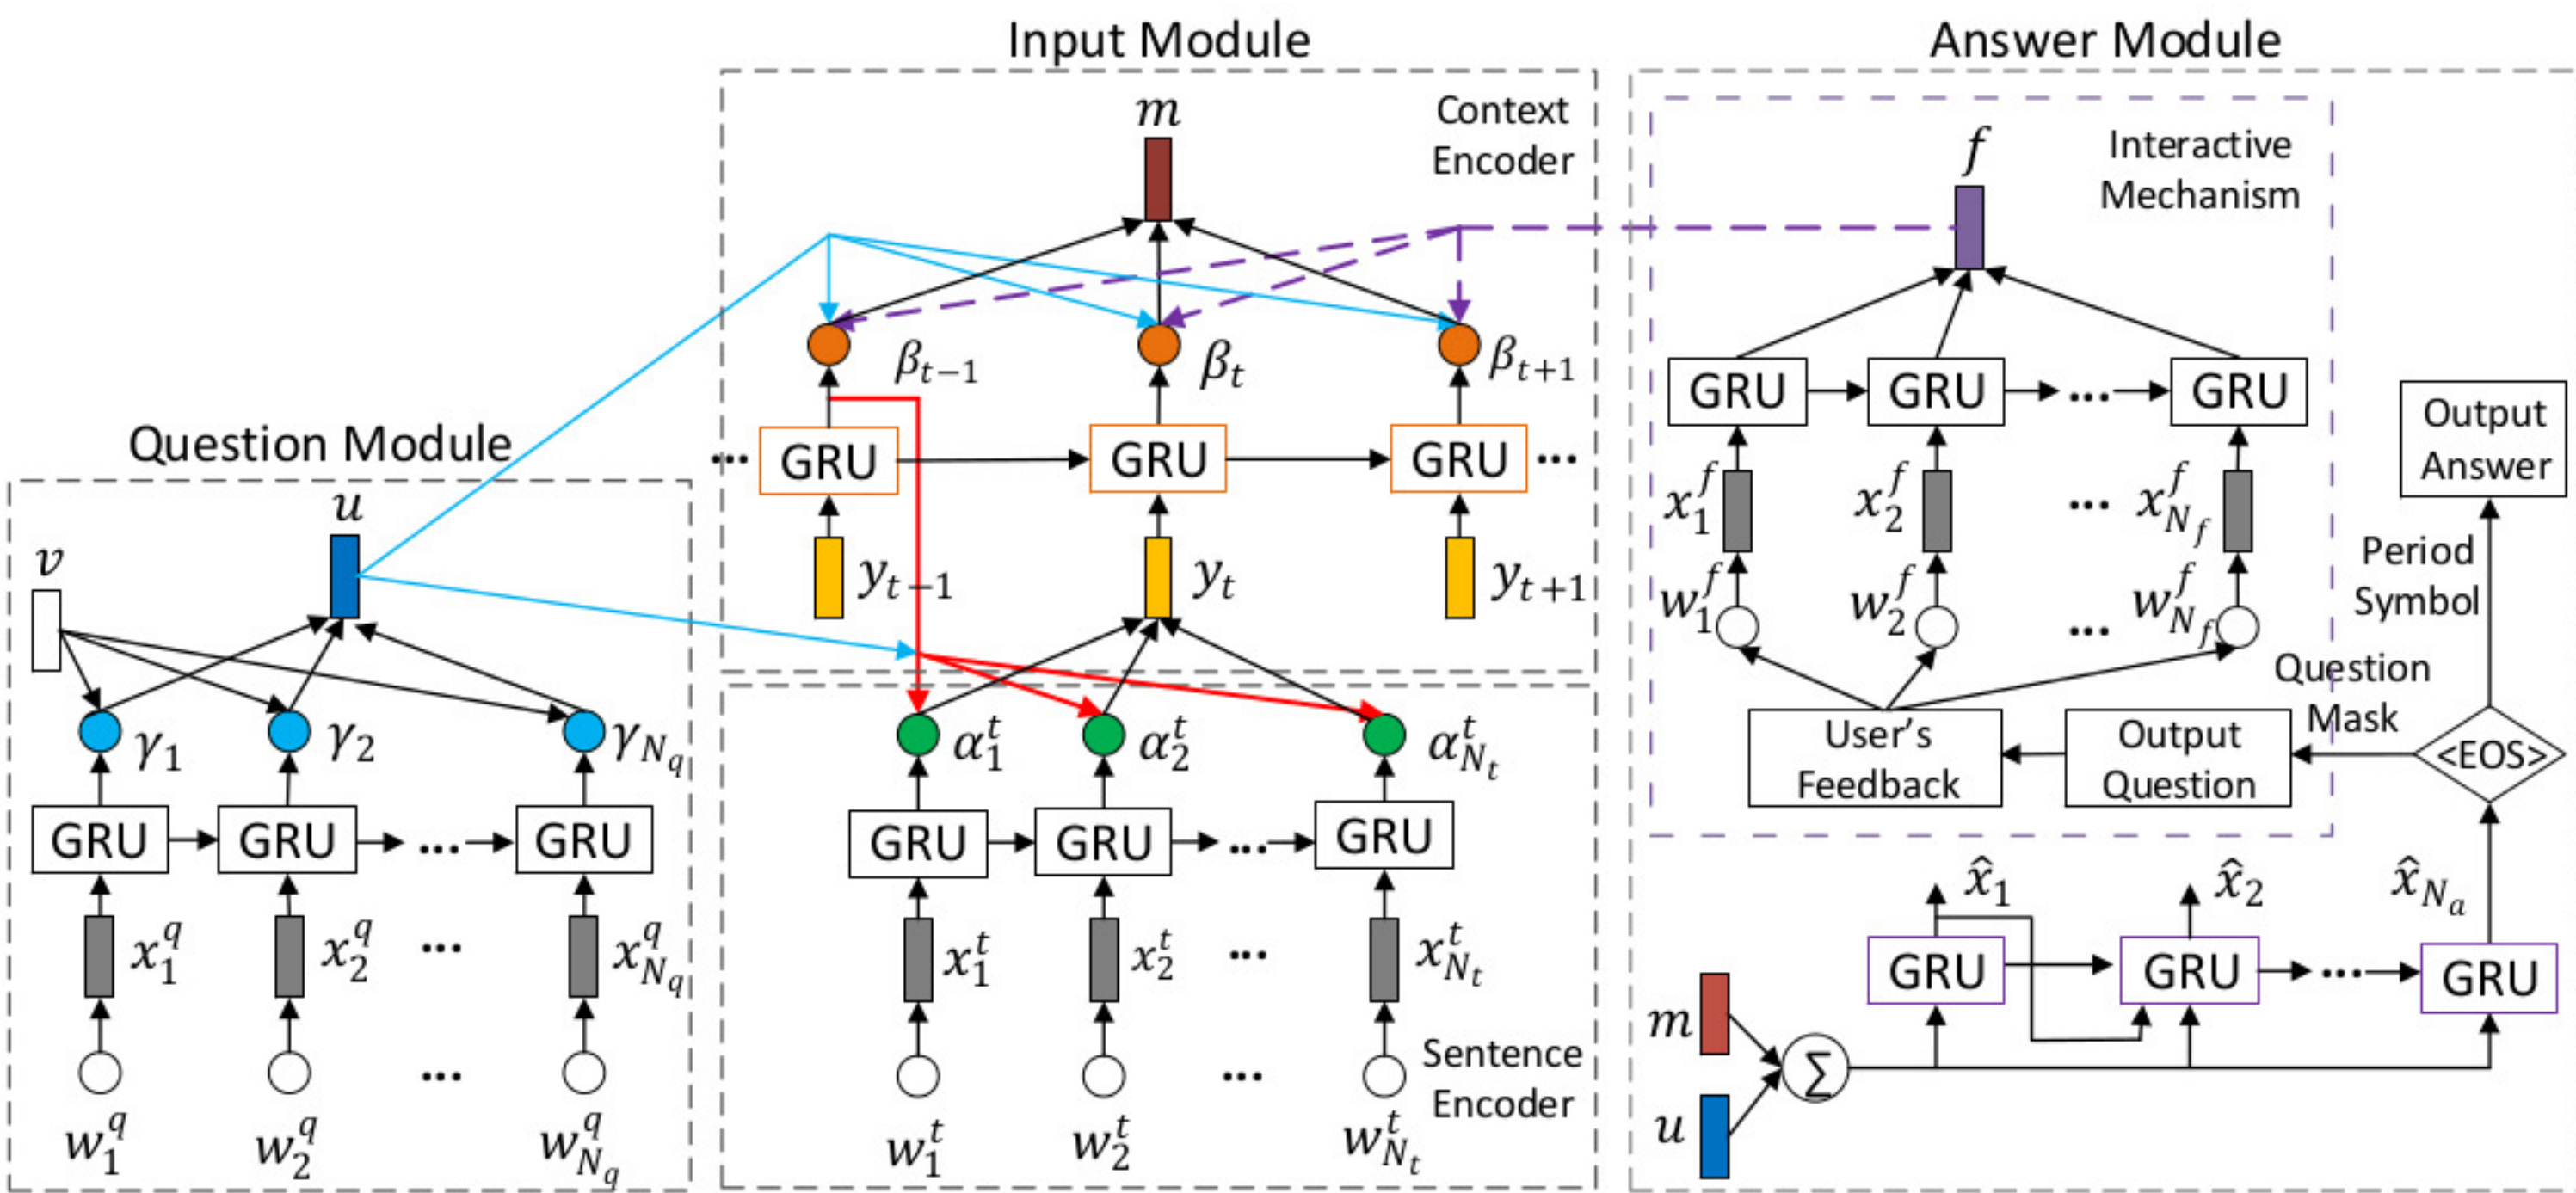 Input Module
Answer Module
Question Module
m
Context
Encoder
β_{t−1}
β_t
β_{t+1}
...
GRU
GRU
GRU
...
y_{t−1}
y_t
y_{t+1}
u
v
γ_1
γ_2
γ_{N_q}
GRU
GRU
...
GRU
x_1^q
x_2^q
...
x_{N_q}^q
...
w_1^q
w_2^q
w_{N_q}^q
α_1^t
α_2^t
α_{N_t}^t
GRU
GRU
...
GRU
x_1^t
x_2^t
...
x_{N_t}^t
...
Sentence
Encoder
w_1^t
w_2^t
w_{N_t}^t
f
Interactive
Mechanism
GRU
GRU
...
GRU
x_1^f
x_2^f
...
x_{N_f}^f
w_1^f
w_2^f
...
w_{N_f}^f
User's
Feedback
Output
Question
Question
Mask
<EOS>
Period
Symbol
Output
Answer
x̂_1
x̂_2
x̂_{N_a}
GRU
GRU
...
GRU
m
∑
u